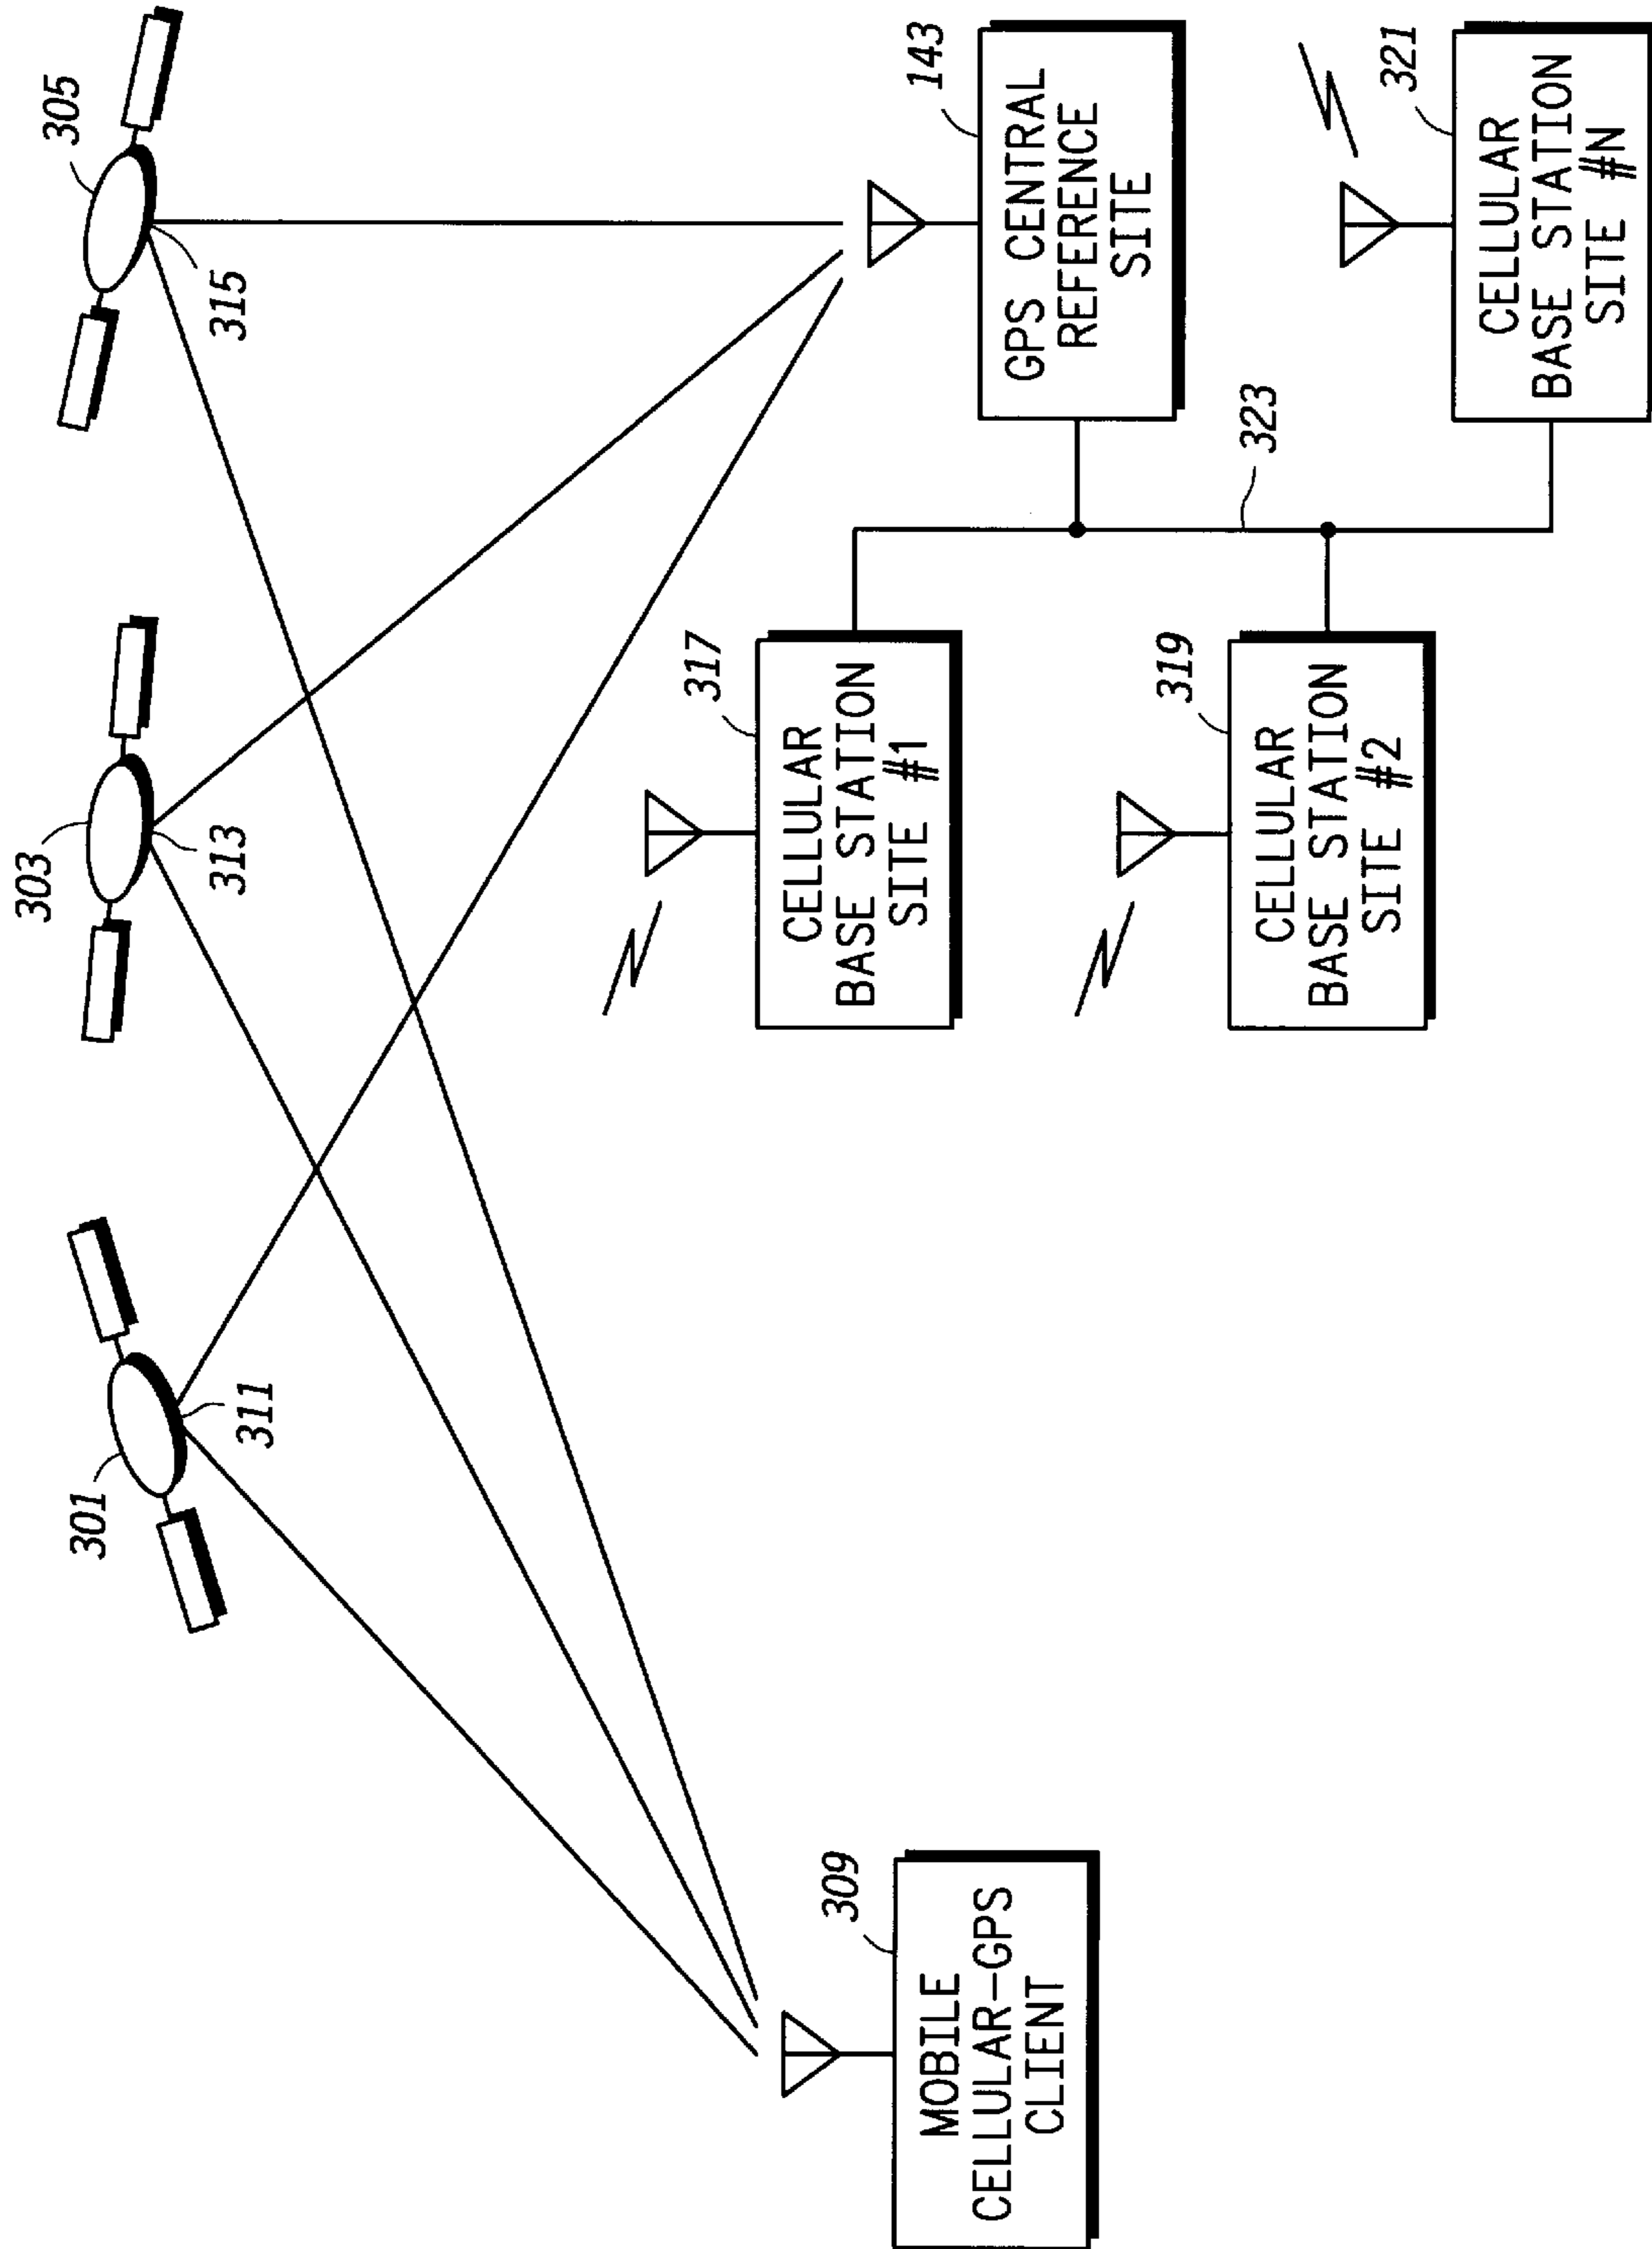 305
303
301
315
313
311
143
GPS CENTRAL
REFERENCE
SITE
317
CELLULAR
BASE STATION
SITE #1
309
MOBILE
CELLULAR-GPS
CLIENT
323
321
CELLULAR
BASE STATION
SITE #N
319
CELLULAR
BASE STATION
SITE #2